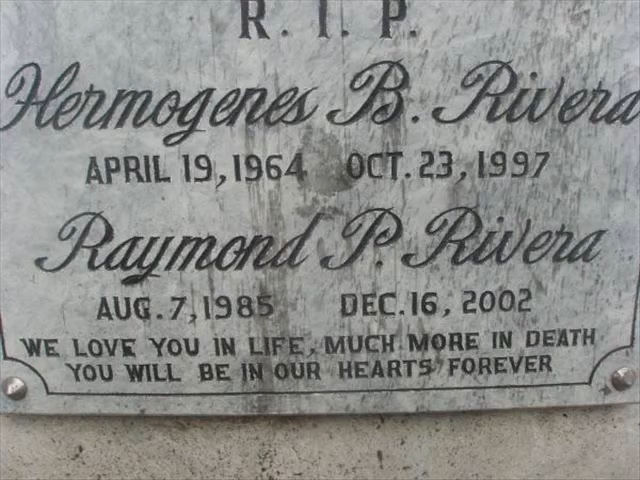 R. I. P.
Hermogenes B. Rivera
APRIL 19, 1964 OCT. 23, 1997
Raymond P. Rivera
AUG. 7, 1985 DEC. 16, 2002
WE LOVE YOU IN LIFE, MUCH MORE IN DEATH
YOU WILL BE IN OUR HEARTS FOREVER